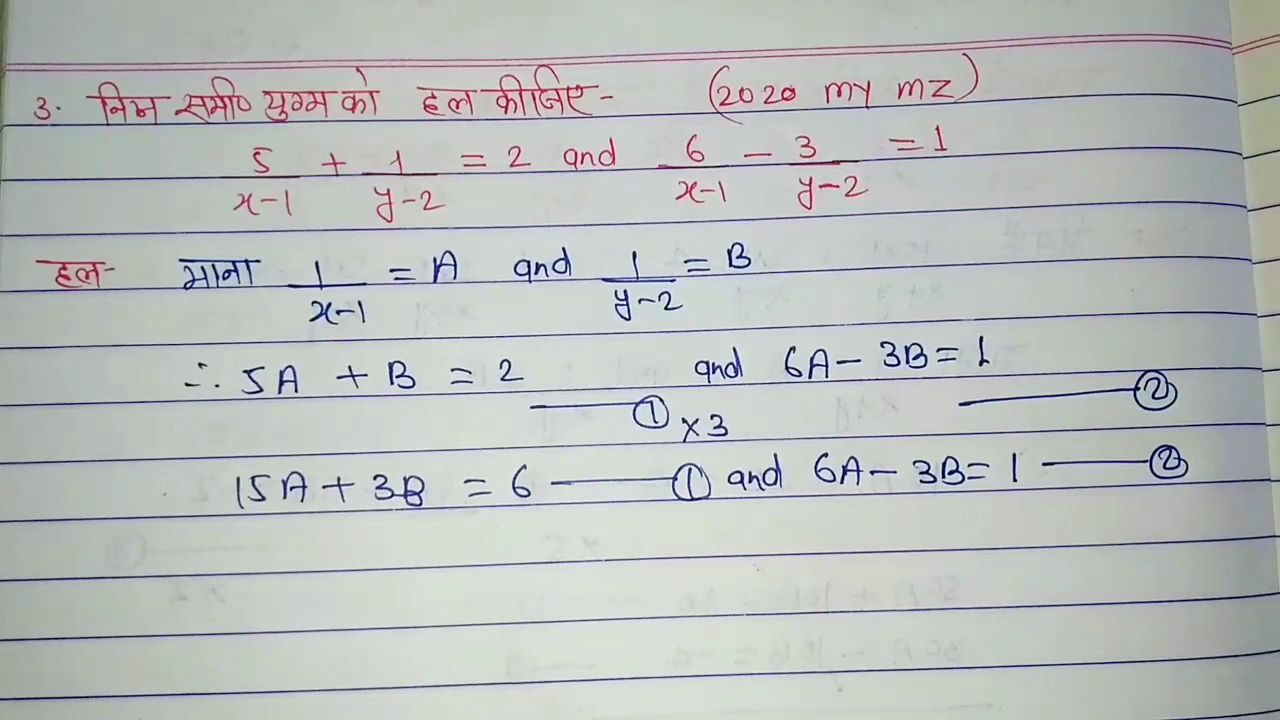 3. निम्न समी० युग्म को हल कीजिए- (2020 MY MZ)
5/(x-1) + 1/(y-2) = 2 and 6/(x-1) - 3/(y-2) = 1
हल- माना 1/(x-1) = A and 1/(y-2) = B
∴ 5A + B = 2 —— ① ×3 and 6A - 3B = 1 —— ②
15A + 3B = 6 —— ① and 6A - 3B = 1 —— ②